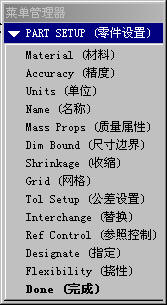 菜单管理器
PART SETUP (零件设置)
Material (材料)
Accuracy (精度)
Units (单位)
Name (名称)
Mass Props (质量属性)
Dim Bound (尺寸边界)
Shrinkage (收缩)
Grid (网格)
Tol Setup (公差设置)
Interchange (替换)
Ref Control (参照控制)
Designate (指定)
Flexibility (挠性)
Done (完成)